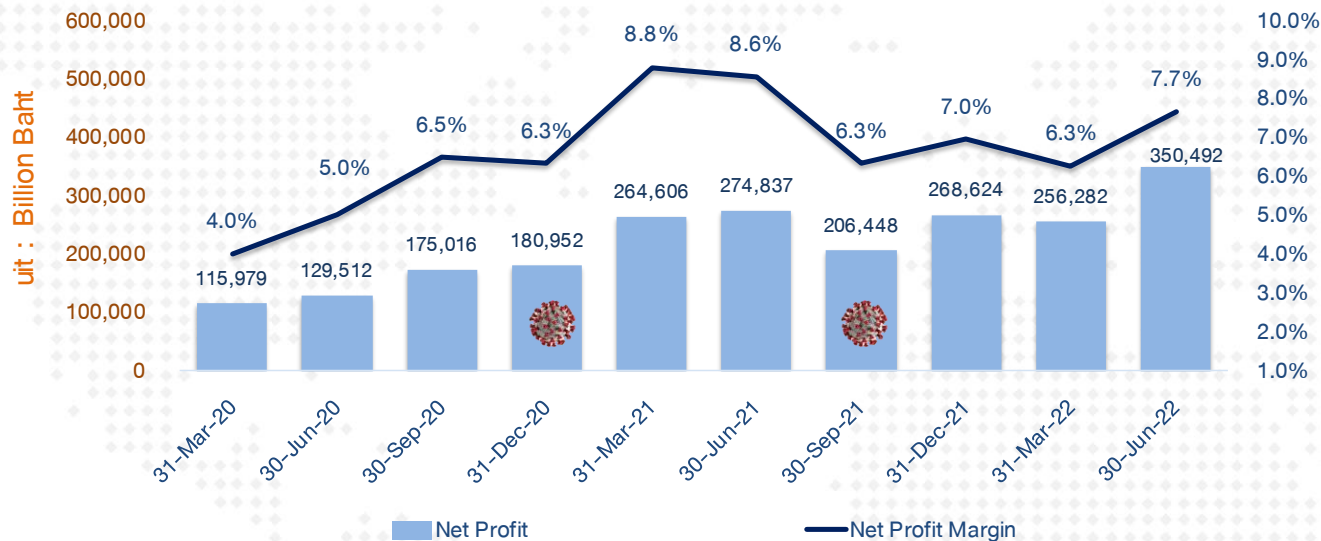 600,000
500,000
400,000
300,000
200,000
100,000
0
uit : Billion Baht
10.0%
9.0%
8.0%
7.0%
6.0%
5.0%
4.0%
3.0%
2.0%
1.0%
4.0%
5.0%
6.5%
6.3%
8.8%
8.6%
6.3%
7.0%
6.3%
7.7%
115,979
129,512
175,016
180,952
264,606
274,837
206,448
268,624
256,282
350,492
31-Mar-20
30-Jun-20
30-Sep-20
31-Dec-20
31-Mar-21
30-Jun-21
30-Sep-21
31-Dec-21
31-Mar-22
30-Jun-22
Net Profit
Net Profit Margin